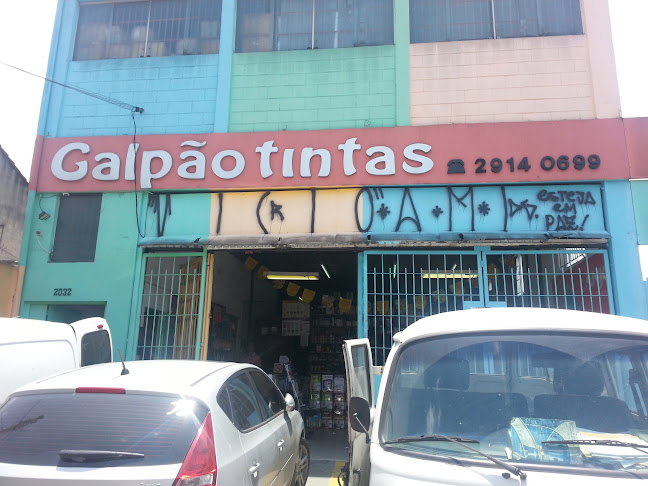 Galpão tintas 2914 0699
ESTEJA
EM
PAZ!
2032